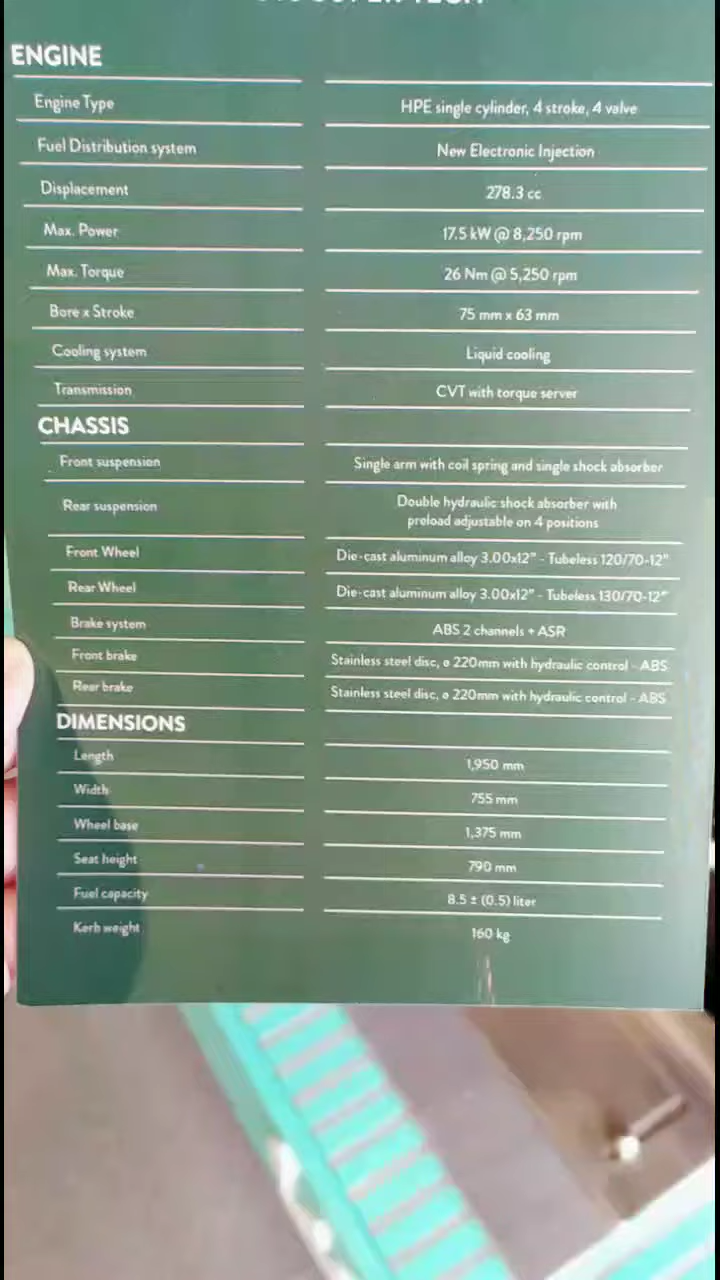 ENGINE
Engine Type HPE single cylinder, 4 stroke, 4 valve
Fuel Distribution system New Electronic Injection
Displacement 278.3 cc
Max. Power 17.5 kW @ 8,250 rpm
Max. Torque 26 Nm @ 5,250 rpm
Bore x Stroke 75 mm x 63 mm
Cooling system Liquid cooling
Transmission CVT with torque server
CHASSIS
Front suspension Single arm with coil spring and single shock absorber
Rear suspension Double hydraulic shock absorber with
preload adjustable on 4 positions
Front Wheel Die-cast aluminum alloy 3.00x12" - Tubeless 120/70-12"
Rear Wheel Die-cast aluminum alloy 3.00x12" - Tubeless 130/70-12"
Brake system ABS 2 channels + ASR
Front brake Stainless steel disc, ø 220mm with hydraulic control - ABS
Rear brake Stainless steel disc, ø 220mm with hydraulic control - ABS
DIMENSIONS
Length 1,950 mm
Width 755 mm
Wheel base 1,375 mm
Seat height 790 mm
Fuel capacity 8.5 ± (0.5) liter
Kerb weight 160 kg